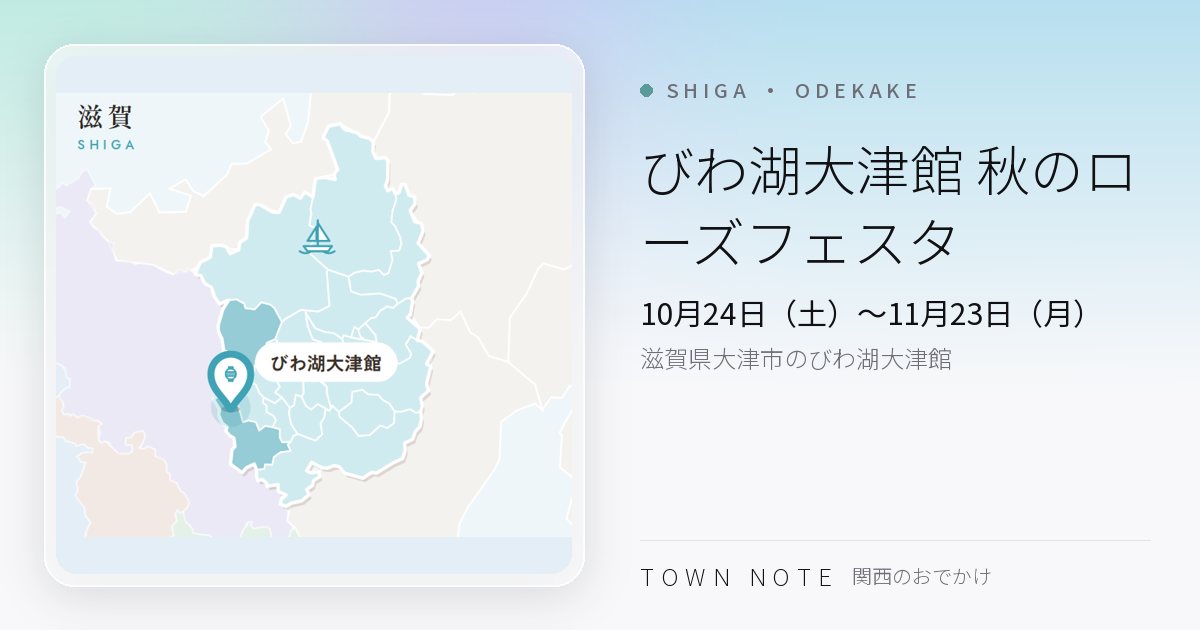 滋賀
SHIGA
びわ湖大津館
SHIGA • ODEKAKE
びわ湖大津館 秋のロ
ーズフェスタ
10月24日（土）〜11月23日（月）
滋賀県大津市のびわ湖大津館
TOWN NOTE 関西のおでかけ